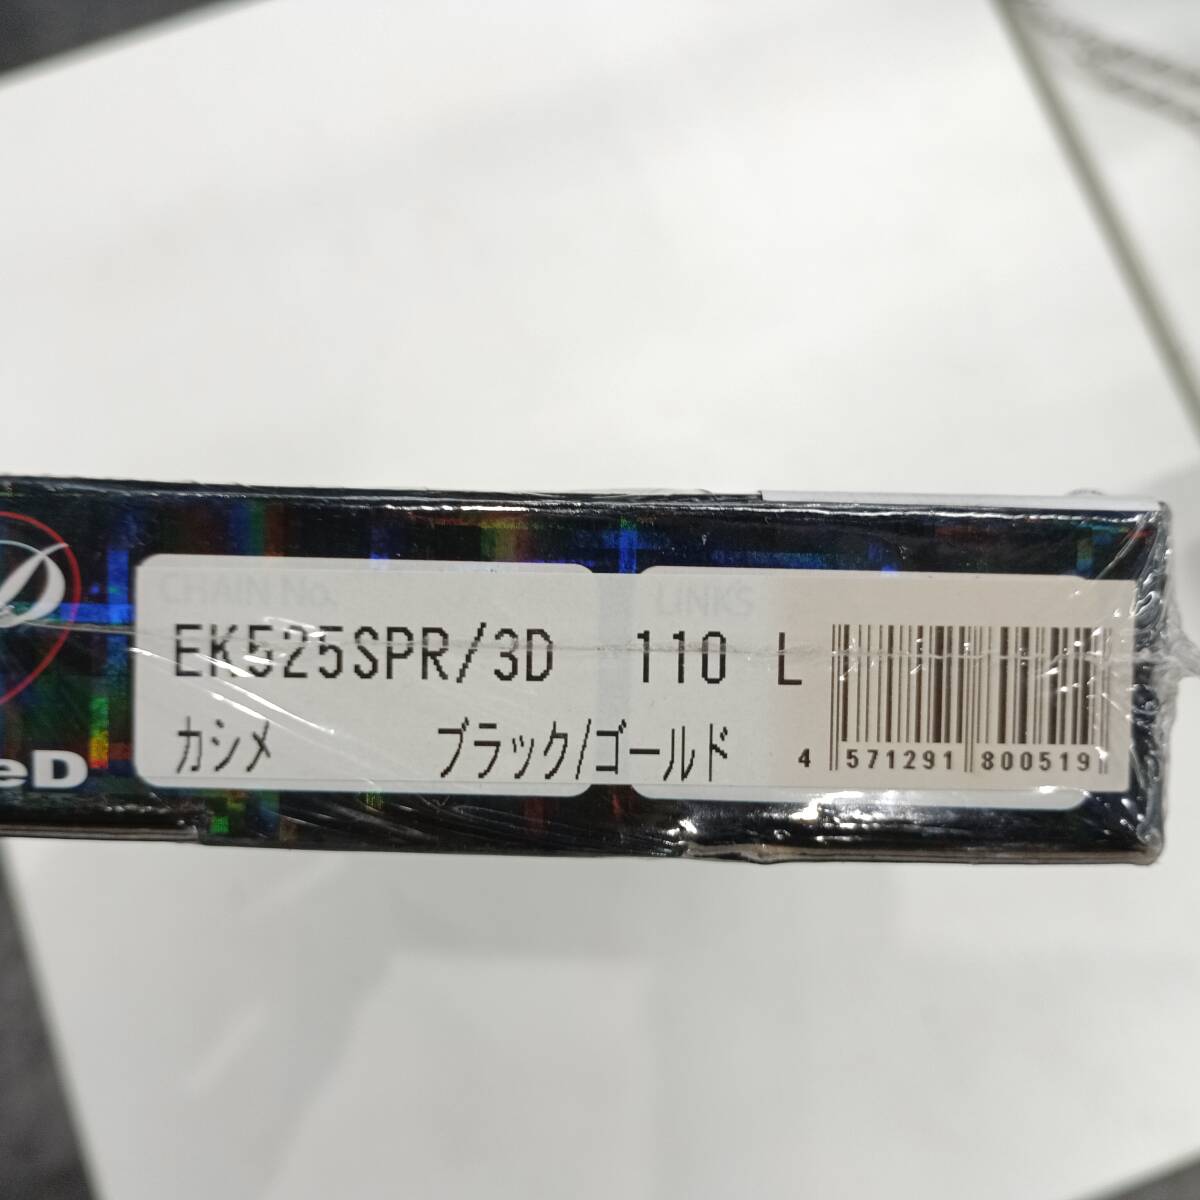 CHAIN No. LINKS
EK525SPR/3D 110 L
カシメ ブラック/ゴールド
4 571291 800519
eD